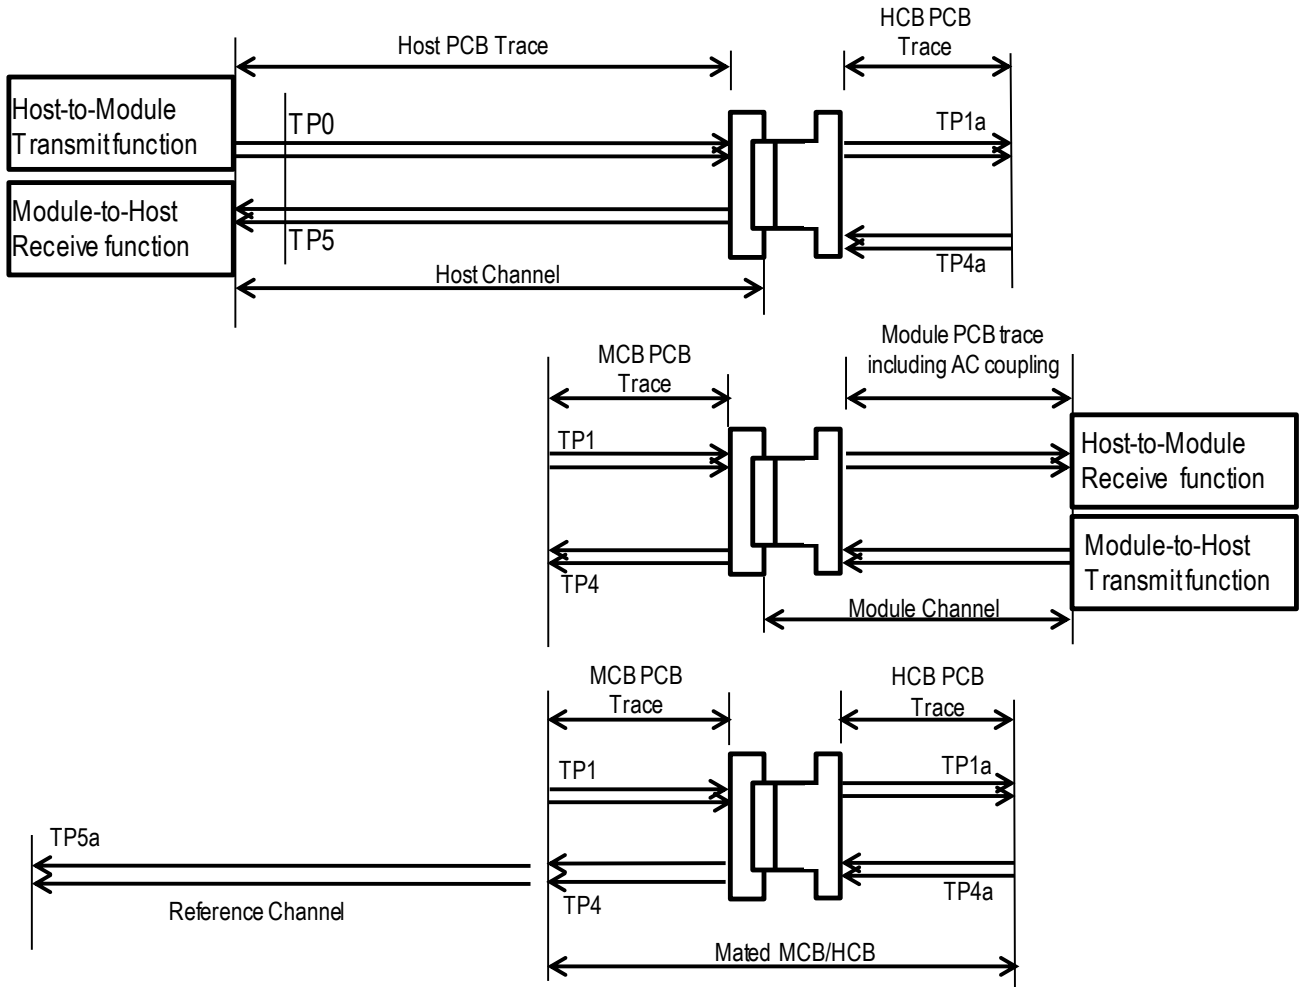 HCB PCB
Trace
Host PCB Trace
Host-to-Module
Transmit function
TP0
TP1a
Module-to-Host
Receive function
TP5
TP4a
Host Channel
MCB PCB
Trace
Module PCB trace
including AC coupling
TP1
Host-to-Module
Receive function
TP4
Module-to-Host
Transmit function
Module Channel
MCB PCB
Trace
HCB PCB
Trace
TP1
TP1a
TP5a
TP4
TP4a
Reference Channel
Mated MCB/HCB